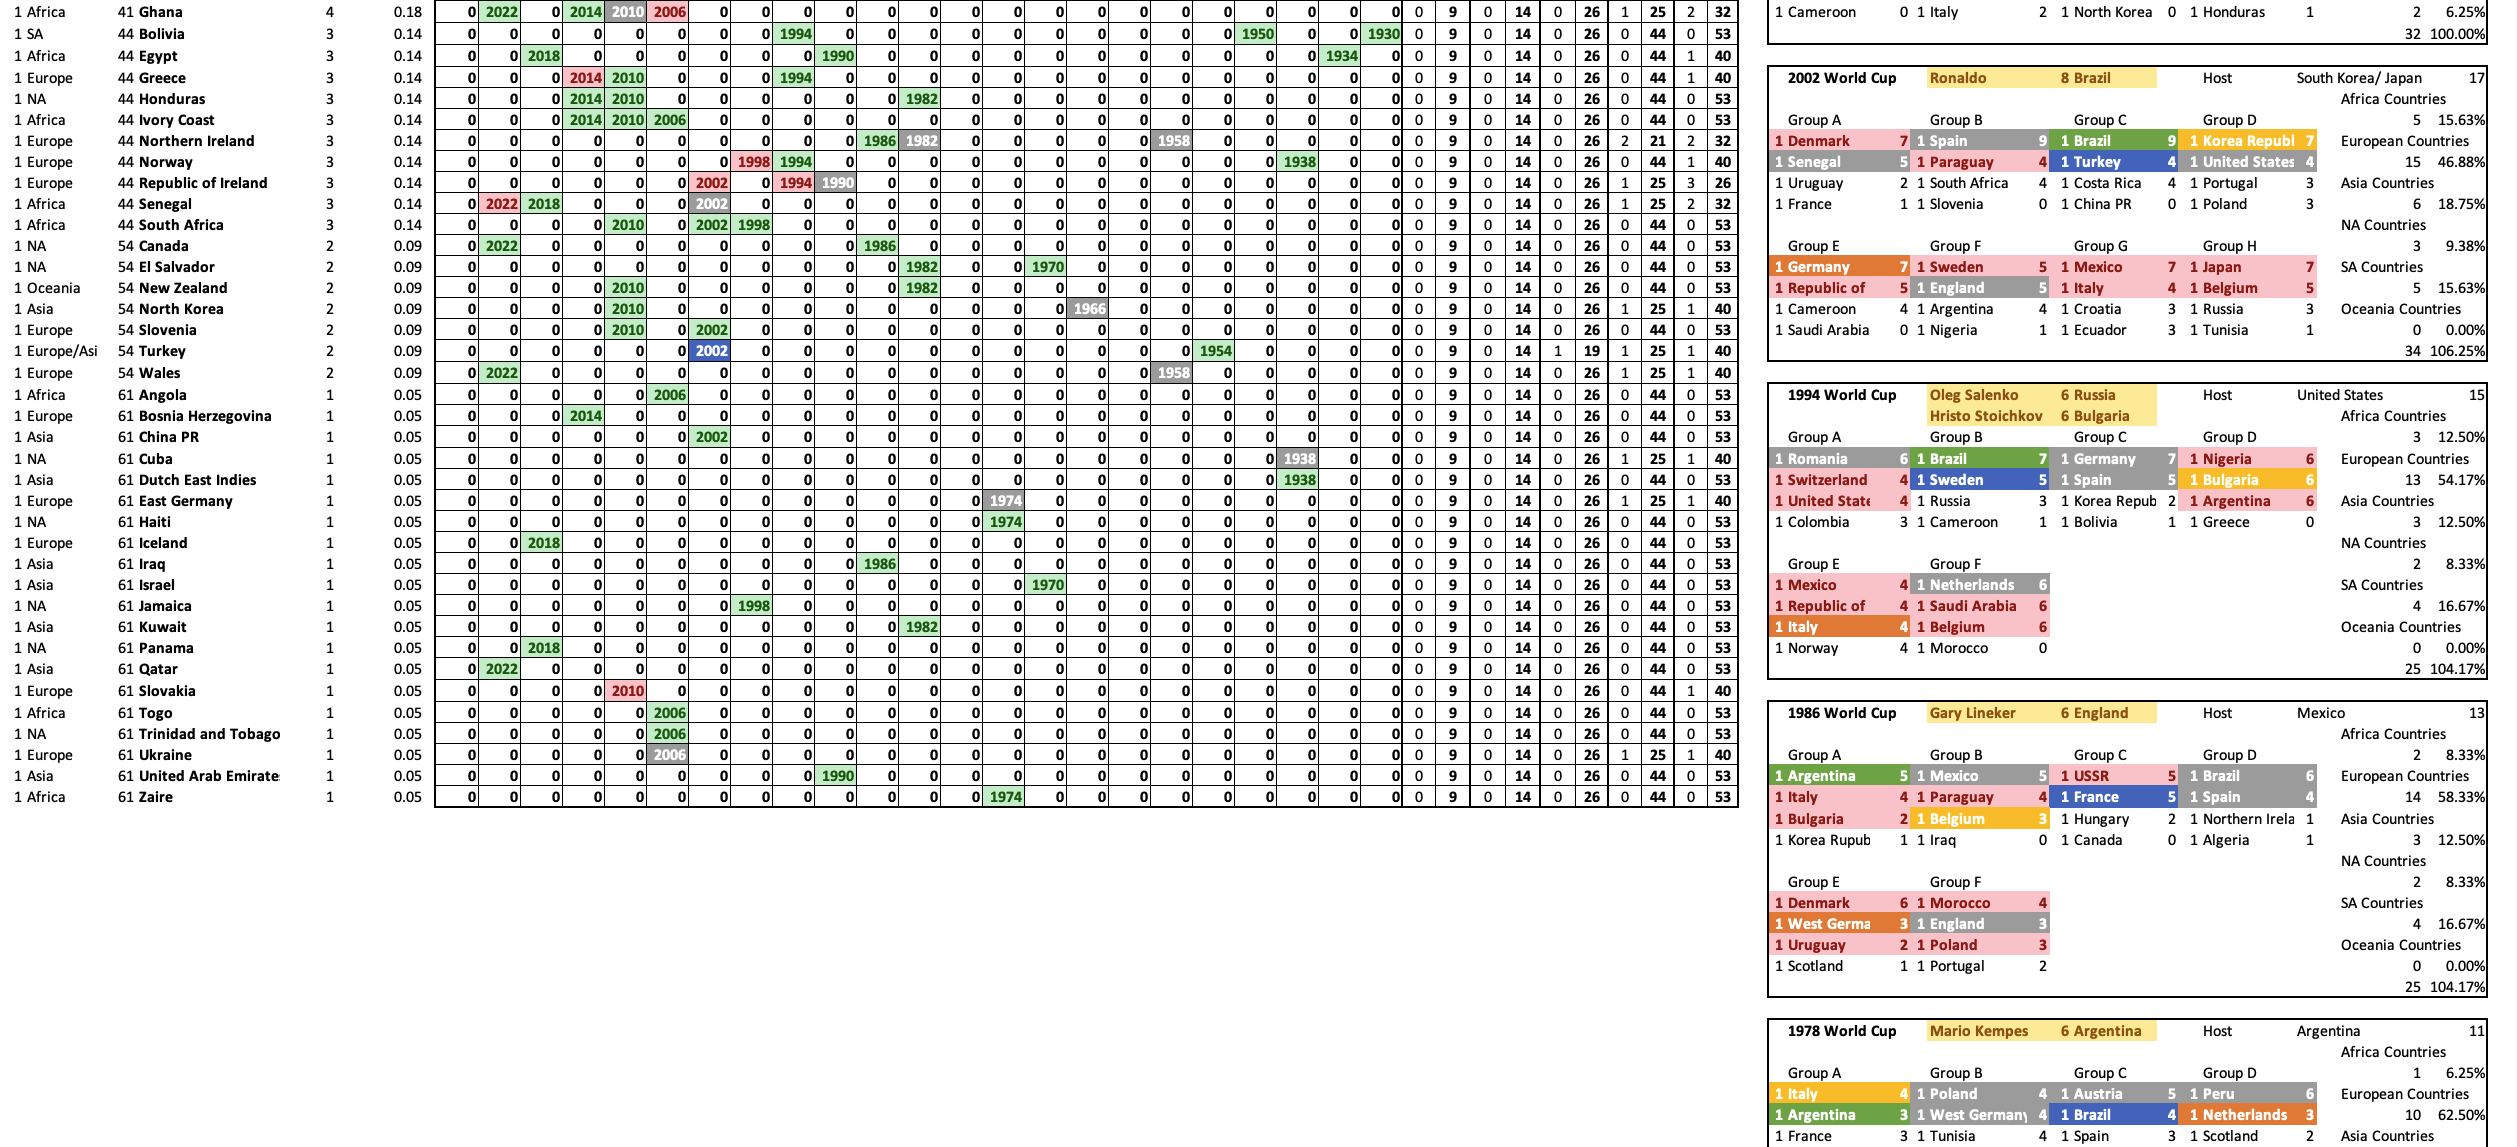 1 Africa 41 Ghana 4 0.18 0 2022 0 2014 2010 2006 0 0 0 0 0 0 0 0 0 0 0 0 0 0 0 0 0 0 9 0 14 0 26 1 25 2 32
1 SA 44 Bolivia 3 0.14 0 0 0 0 0 0 0 0 1994 0 0 0 0 0 0 0 0 0 0 1950 0 0 1930 0 9 0 14 0 26 0 44 0 53
1 Africa 44 Egypt 3 0.14 0 0 2018 0 0 0 0 0 0 1990 0 0 0 0 0 0 0 0 0 0 0 1934 0 0 9 0 14 0 26 0 44 1 40
1 Europe 44 Greece 3 0.14 0 0 0 2014 2010 0 0 0 1994 0 0 0 0 0 0 0 0 0 0 0 0 0 0 0 9 0 14 0 26 0 44 1 40
1 NA 44 Honduras 3 0.14 0 0 0 2014 2010 0 0 0 0 0 0 1982 0 0 0 0 0 0 0 0 0 0 0 0 9 0 14 0 26 0 44 0 53
1 Africa 44 Ivory Coast 3 0.14 0 0 0 2014 2010 2006 0 0 0 0 0 0 0 0 0 0 0 0 0 0 0 0 0 0 9 0 14 0 26 0 44 0 53
1 Europe 44 Northern Ireland 3 0.14 0 0 0 0 0 0 0 0 0 0 1986 1982 0 0 0 0 0 1958 0 0 0 0 0 0 9 0 14 0 26 2 21 2 32
1 Europe 44 Norway 3 0.14 0 0 0 0 0 0 0 1998 1994 0 0 0 0 0 0 0 0 0 0 0 1938 0 0 0 9 0 14 0 26 0 44 1 40
1 Europe 44 Republic of Ireland 3 0.14 0 0 0 0 0 0 2002 0 1994 1990 0 0 0 0 0 0 0 0 0 0 0 0 0 0 9 0 14 0 26 1 25 3 26
1 Africa 44 Senegal 3 0.14 0 2022 2018 0 0 0 2002 0 0 0 0 0 0 0 0 0 0 0 0 0 0 0 0 0 9 0 14 0 26 1 25 2 32
1 Africa 44 South Africa 3 0.14 0 0 0 0 2010 0 2002 1998 0 0 0 0 0 0 0 0 0 0 0 0 0 0 0 0 9 0 14 0 26 0 44 0 53
1 NA 54 Canada 2 0.09 0 2022 0 0 0 0 0 0 0 0 1986 0 0 0 0 0 0 0 0 0 0 0 0 0 9 0 14 0 26 0 44 0 53
1 NA 54 El Salvador 2 0.09 0 0 0 0 0 0 0 0 0 0 0 1982 0 0 1970 0 0 0 0 0 0 0 0 0 9 0 14 0 26 0 44 0 53
1 Oceania 54 New Zealand 2 0.09 0 0 0 0 2010 0 0 0 0 0 0 1982 0 0 0 0 0 0 0 0 0 0 0 0 9 0 14 0 26 0 44 0 53
1 Asia 54 North Korea 2 0.09 0 0 0 0 2010 0 0 0 0 0 0 0 0 0 0 1966 0 0 0 0 0 0 0 0 9 0 14 0 26 1 25 1 40
1 Europe 54 Slovenia 2 0.09 0 0 0 0 2010 0 2002 0 0 0 0 0 0 0 0 0 0 0 0 0 0 0 0 0 9 0 14 0 26 0 44 0 53
1 Europe/Asi 54 Turkey 2 0.09 0 0 0 0 0 0 2002 0 0 0 0 0 0 0 0 0 0 0 1954 0 0 0 0 0 9 0 14 1 19 1 25 1 40
1 Europe 54 Wales 2 0.09 0 2022 0 0 0 0 0 0 0 0 0 0 0 0 0 0 0 1958 0 0 0 0 0 0 9 0 14 0 26 1 25 1 40
1 Africa 61 Angola 1 0.05 0 0 0 0 0 2006 0 0 0 0 0 0 0 0 0 0 0 0 0 0 0 0 0 0 9 0 14 0 26 0 44 0 53
1 Europe 61 Bosnia Herzegovina 1 0.05 0 0 0 2014 0 0 0 0 0 0 0 0 0 0 0 0 0 0 0 0 0 0 0 0 9 0 14 0 26 0 44 0 53
1 Asia 61 China PR 1 0.05 0 0 0 0 0 0 2002 0 0 0 0 0 0 0 0 0 0 0 0 0 0 0 0 0 9 0 14 0 26 0 44 0 53
1 NA 61 Cuba 1 0.05 0 0 0 0 0 0 0 0 0 0 0 0 0 0 0 0 0 0 0 0 1938 0 0 0 9 0 14 0 26 1 25 1 40
1 Asia 61 Dutch East Indies 1 0.05 0 0 0 0 0 0 0 0 0 0 0 0 0 0 0 0 0 0 0 0 1938 0 0 0 9 0 14 0 26 0 44 0 53
1 Europe 61 East Germany 1 0.05 0 0 0 0 0 0 0 0 0 0 0 0 0 1974 0 0 0 0 0 0 0 0 0 0 9 0 14 0 26 1 25 1 40
1 NA 61 Haiti 1 0.05 0 0 0 0 0 0 0 0 0 0 0 0 0 1974 0 0 0 0 0 0 0 0 0 0 9 0 14 0 26 0 44 0 53
1 Europe 61 Iceland 1 0.05 0 0 2018 0 0 0 0 0 0 0 0 0 0 0 0 0 0 0 0 0 0 0 0 0 9 0 14 0 26 0 44 0 53
1 Asia 61 Iraq 1 0.05 0 0 0 0 0 0 0 0 0 0 1986 0 0 0 0 0 0 0 0 0 0 0 0 0 9 0 14 0 26 0 44 0 53
1 Asia 61 Israel 1 0.05 0 0 0 0 0 0 0 0 0 0 0 0 0 0 1970 0 0 0 0 0 0 0 0 0 9 0 14 0 26 0 44 0 53
1 NA 61 Jamaica 1 0.05 0 0 0 0 0 0 0 1998 0 0 0 0 0 0 0 0 0 0 0 0 0 0 0 0 9 0 14 0 26 0 44 0 53
1 Asia 61 Kuwait 1 0.05 0 0 0 0 0 0 0 0 0 0 0 1982 0 0 0 0 0 0 0 0 0 0 0 0 9 0 14 0 26 0 44 0 53
1 NA 61 Panama 1 0.05 0 0 2018 0 0 0 0 0 0 0 0 0 0 0 0 0 0 0 0 0 0 0 0 0 9 0 14 0 26 0 44 0 53
1 Asia 61 Qatar 1 0.05 0 2022 0 0 0 0 0 0 0 0 0 0 0 0 0 0 0 0 0 0 0 0 0 0 9 0 14 0 26 0 44 0 53
1 Europe 61 Slovakia 1 0.05 0 0 0 0 2010 0 0 0 0 0 0 0 0 0 0 0 0 0 0 0 0 0 0 0 9 0 14 0 26 0 44 1 40
1 Africa 61 Togo 1 0.05 0 0 0 0 0 2006 0 0 0 0 0 0 0 0 0 0 0 0 0 0 0 0 0 0 9 0 14 0 26 0 44 0 53
1 NA 61 Trinidad and Tobago 1 0.05 0 0 0 0 0 2006 0 0 0 0 0 0 0 0 0 0 0 0 0 0 0 0 0 0 9 0 14 0 26 0 44 0 53
1 Europe 61 Ukraine 1 0.05 0 0 0 0 0 2006 0 0 0 0 0 0 0 0 0 0 0 0 0 0 0 0 0 0 9 0 14 0 26 1 25 1 40
1 Asia 61 United Arab Emirate 1 0.05 0 0 0 0 0 0 0 0 0 1990 0 0 0 0 0 0 0 0 0 0 0 0 0 0 9 0 14 0 26 0 44 0 53
1 Africa 61 Zaire 1 0.05 0 0 0 0 0 0 0 0 0 0 0 0 0 1974 0 0 0 0 0 0 0 0 0 0 9 0 14 0 26 0 44 0 53
1 Cameroon 0 1 Italy 2 1 North Korea 0 1 Honduras 1 2 6.25%
32 100.00%
2002 World Cup Ronaldo 8 Brazil Host South Korea/ Japan 17
Africa Countries
Group A Group B Group C Group D 5 15.63%
1 Denmark 7 1 Spain 9 1 Brazil 9 1 Korea Republ 7 European Countries
1 Senegal 5 1 Paraguay 4 1 Turkey 4 1 United States 4 15 46.88%
1 Uruguay 2 1 South Africa 4 1 Costa Rica 4 1 Portugal 3 Asia Countries
1 France 1 1 Slovenia 0 1 China PR 0 1 Poland 3 6 18.75%
NA Countries
Group E Group F Group G Group H 3 9.38%
1 Germany 7 1 Sweden 5 1 Mexico 7 1 Japan 7 SA Countries
1 Republic of 5 1 England 5 1 Italy 4 1 Belgium 5 5 15.63%
1 Cameroon 4 1 Argentina 4 1 Croatia 3 1 Russia 3 Oceania Countries
1 Saudi Arabia 0 1 Nigeria 1 1 Ecuador 3 1 Tunisia 1 0 0.00%
34 106.25%
1994 World Cup Oleg Salenko 6 Russia Host United States 15
Hristo Stoichkov 6 Bulgaria Africa Countries
Group A Group B Group C Group D 3 12.50%
1 Romania 6 1 Brazil 7 1 Germany 7 1 Nigeria 6 European Countries
1 Switzerland 4 1 Sweden 5 1 Spain 5 1 Bulgaria 6 13 54.17%
1 United State 4 1 Russia 3 1 Korea Repub 2 1 Argentina 6 Asia Countries
1 Colombia 3 1 Cameroon 1 1 Bolivia 1 1 Greece 0 3 12.50%
NA Countries
Group E Group F 2 8.33%
1 Mexico 4 1 Netherlands 6 SA Countries
1 Republic of 4 1 Saudi Arabia 6 4 16.67%
1 Italy 4 1 Belgium 6 Oceania Countries
1 Norway 4 1 Morocco 0 0 0.00%
25 104.17%
1986 World Cup Gary Lineker 6 England Host Mexico 13
Africa Countries
Group A Group B Group C Group D 2 8.33%
1 Argentina 5 1 Mexico 5 1 USSR 5 1 Brazil 6 European Countries
1 Italy 4 1 Paraguay 4 1 France 5 1 Spain 4 14 58.33%
1 Bulgaria 2 1 Belgium 3 1 Hungary 2 1 Northern Irela 1 Asia Countries
1 Korea Rupub 1 1 Iraq 0 1 Canada 0 1 Algeria 1 3 12.50%
NA Countries
Group E Group F 2 8.33%
1 Denmark 6 1 Morocco 4 SA Countries
1 West Germa 3 1 England 3 4 16.67%
1 Uruguay 2 1 Poland 3 Oceania Countries
1 Scotland 1 1 Portugal 2 0 0.00%
25 104.17%
1978 World Cup Mario Kempes 6 Argentina Host Argentina 11
Africa Countries
Group A Group B Group C Group D 1 6.25%
1 Italy 4 1 Poland 4 1 Austria 5 1 Peru 6 European Countries
1 Argentina 3 1 West Germany 4 1 Brazil 4 1 Netherlands 3 10 62.50%
1 France 3 1 Tunisia 4 1 Spain 3 1 Scotland 2 Asia Countries